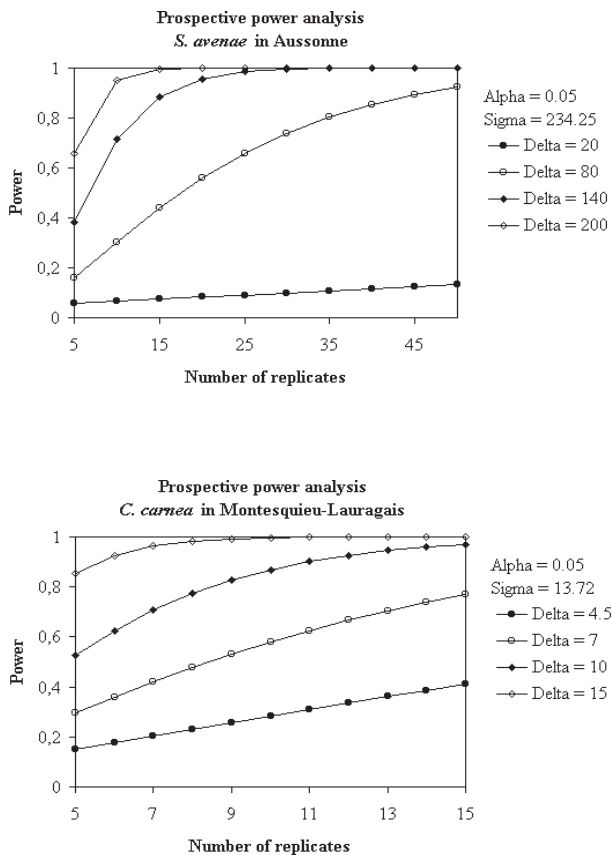 Prospective power analysis
S. avenae in Aussonne
1
0,8
0,6
0,4
0,2
0
Power
5
15
25
35
45
Number of replicates
Alpha = 0.05
Sigma = 234.25
Delta = 20
Delta = 80
Delta = 140
Delta = 200
Prospective power analysis
C. carnea in Montesquieu-Lauragais
1
0,8
0,6
0,4
0,2
0
Power
5
7
9
11
13
15
Number of replicates
Alpha = 0.05
Sigma = 13.72
Delta = 4.5
Delta = 7
Delta = 10
Delta = 15